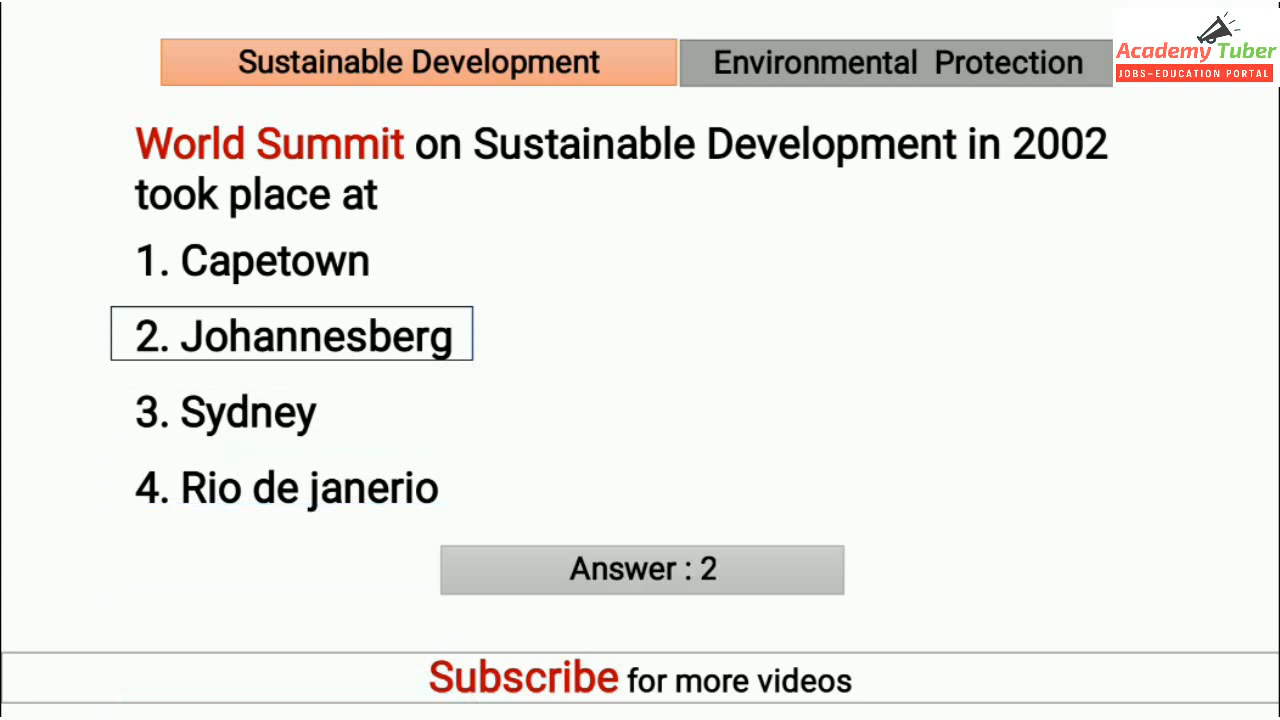 Sustainable Development
Environmental Protection
Academy Tuber
JOBS-EDUCATION PORTAL
World Summit on Sustainable Development in 2002
took place at
1. Capetown
2. Johannesberg
3. Sydney
4. Rio de janerio
Answer : 2
Subscribe for more videos